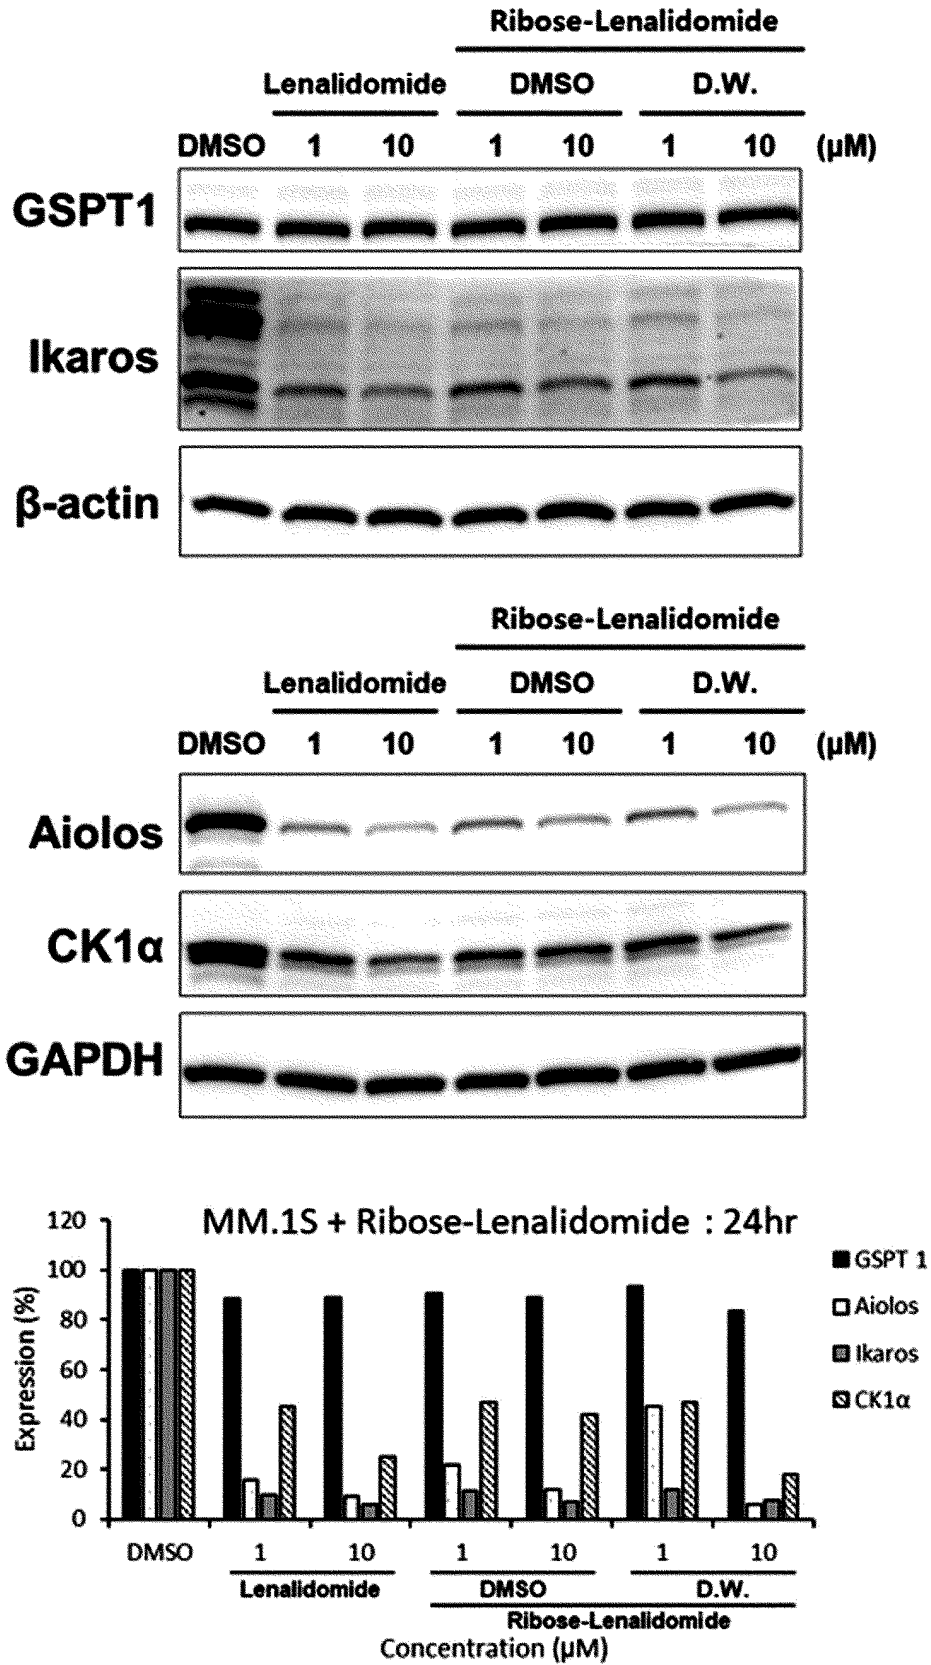 Ribose-Lenalidomide
Lenalidomide DMSO D.W.
DMSO 1 10 1 10 1 10 (μM)
GSPT1
Ikaros
β-actin
Ribose-Lenalidomide
Lenalidomide DMSO D.W.
DMSO 1 10 1 10 1 10 (μM)
Aiolos
CK1α
GAPDH
MM.1S + Ribose-Lenalidomide : 24hr
Expression (%)
120
100
80
60
40
20
0
GSPT 1
Aiolos
Ikaros
CK1α
DMSO 1 10 1 10 1 10
Lenalidomide DMSO D.W.
Ribose-Lenalidomide
Concentration (μM)